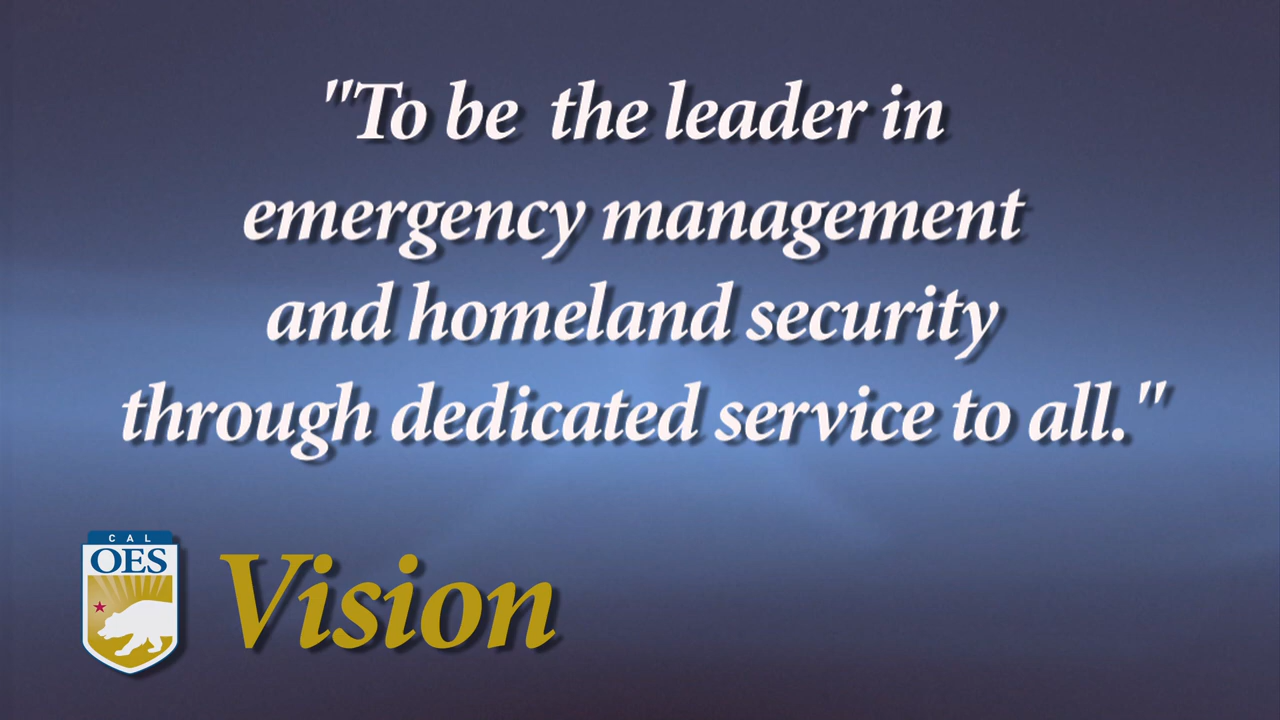 "To be  the leader in
emergency management
and homeland security
through dedicated service to all."
CAL
OES
Vision